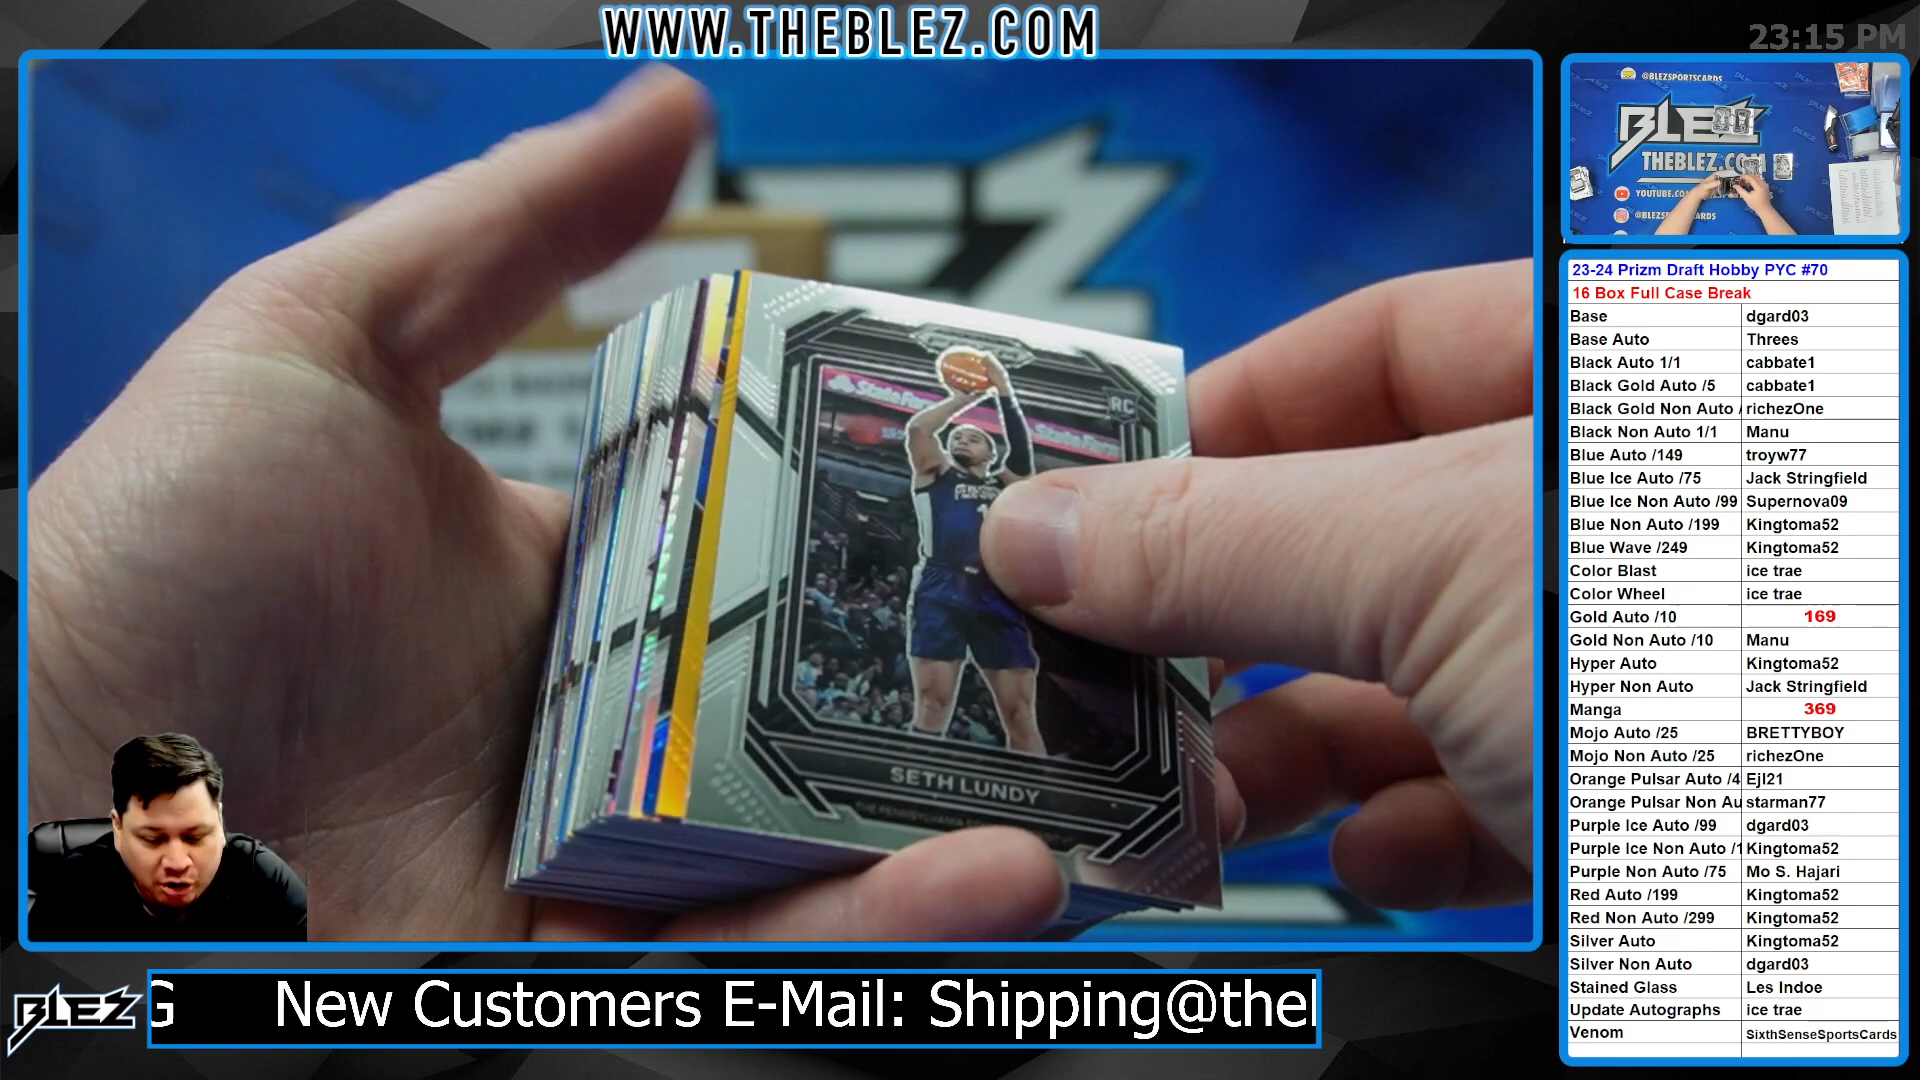 WWW.THEBLEZ.COM
23:15 PM
@BLEZSPORTSCARDS
BLEZ
THEBLEZ.COM
YOUTUBE.CO
@BLEZSP
CARDS
State Farm
State Farm
RC
SETH LUNDY
23-24 Prizm Draft Hobby PYC #70
16 Box Full Case Break
Base dgard03
Base Auto Threes
Black Auto 1/1 cabbate1
Black Gold Auto /5 cabbate1
Black Gold Non Auto / richezOne
Black Non Auto 1/1 Manu
Blue Auto /149 troyw77
Blue Ice Auto /75 Jack Stringfield
Blue Ice Non Auto /99 Supernova09
Blue Non Auto /199 Kingtoma52
Blue Wave /249 Kingtoma52
Color Blast ice trae
Color Wheel ice trae
Gold Auto /10 169
Gold Non Auto /10 Manu
Hyper Auto Kingtoma52
Hyper Non Auto Jack Stringfield
Manga 369
Mojo Auto /25 BRETTYBOY
Mojo Non Auto /25 richezOne
Orange Pulsar Auto /4 Ejl21
Orange Pulsar Non Au starman77
Purple Ice Auto /99 dgard03
Purple Ice Non Auto /1 Kingtoma52
Purple Non Auto /75 Mo S. Hajari
Red Auto /199 Kingtoma52
Red Non Auto /299 Kingtoma52
Silver Auto Kingtoma52
Silver Non Auto dgard03
Stained Glass Les Indoe
Update Autographs ice trae
Venom SixthSenseSportsCards
BLEZ
G New Customers E-Mail: Shipping@thel